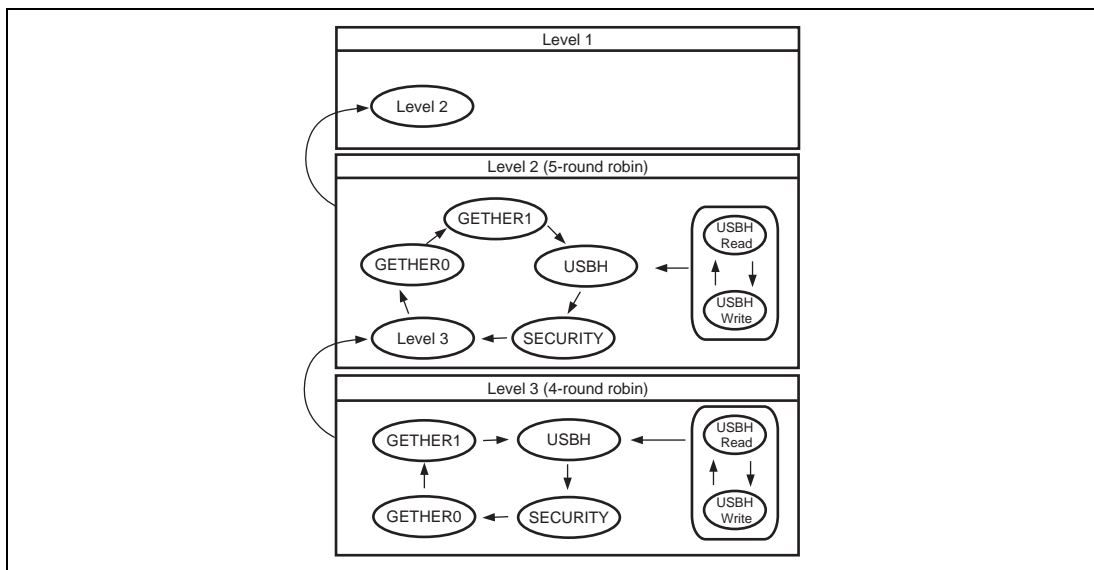 Level 1
Level 2
Level 2 (5-round robin)
GETHER1
USBH
Read
GETHER0
USBH
USBH
Write
Level 3
SECURITY
Level 3 (4-round robin)
GETHER1
USBH
USBH
Read
GETHER0
SECURITY
USBH
Write